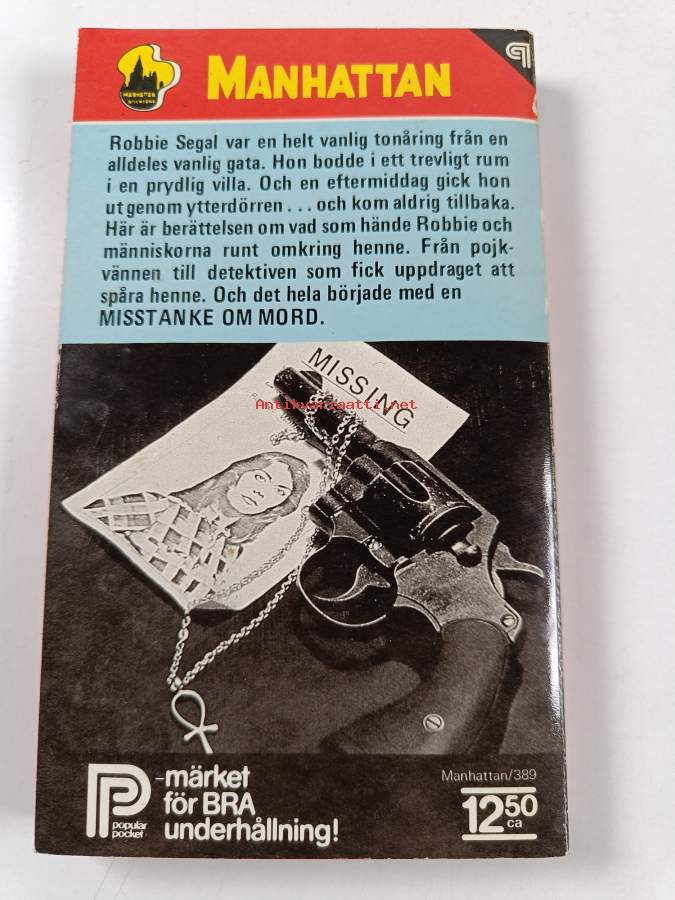 MANHATTAN
Robbie Segal var en helt vanlig tonåring från en
alldeles vanlig gata. Hon bodde i ett trevligt rum
i en prydlig villa. Och en eftermiddag gick hon
ut genom ytterdörren . . . och kom aldrig tillbaka.
Här är berättelsen om vad som hände Robbie och
människorna runt omkring henne. Från pojk-
vännen till detektiven som fick uppdraget att
spåra henne. Och det hela började med en
MISSTANKE OM MORD.
MISSING
Antikvariaatti.net
Manhattan/389
-märket
för BRA
underhållning!
populär
pocket
1250
ca